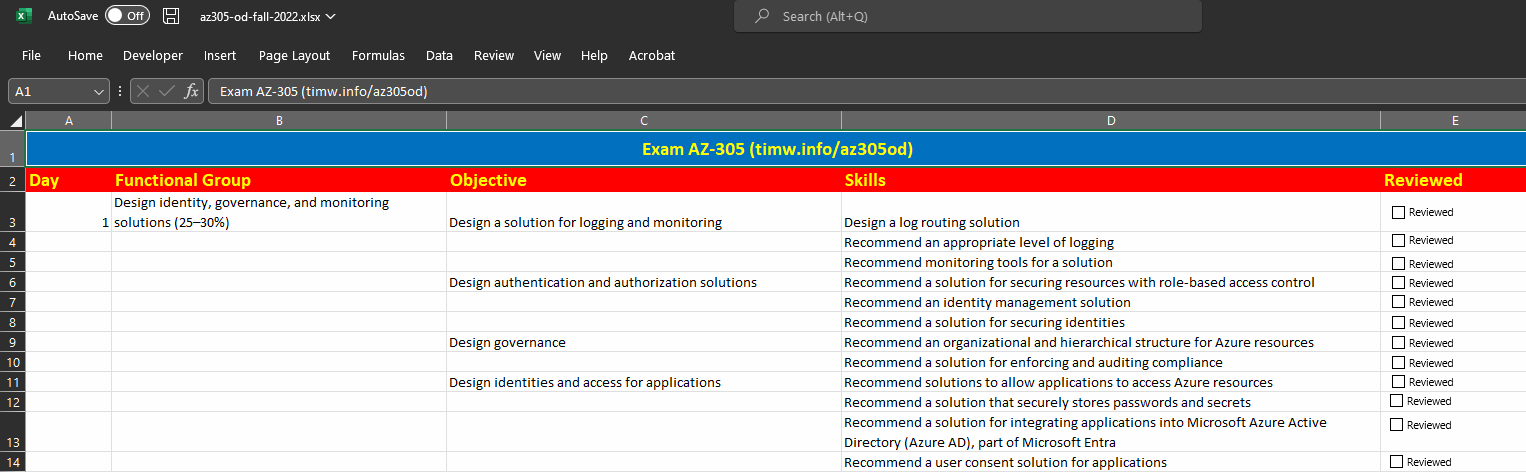 AutoSave Off az305-od-fall-2022.xlsx Search (Alt+Q)
File Home Developer Insert Page Layout Formulas Data Review View Help Acrobat
A1 fx Exam AZ-305 (timw.info/az305od)
A B C D E
1 Exam AZ-305 (timw.info/az305od)
2 Day Functional Group Objective Skills Reviewed
Design identity, governance, and monitoring
3 1 solutions (25–30%) Design a solution for logging and monitoring Design a log routing solution Reviewed
4 Recommend an appropriate level of logging Reviewed
5 Recommend monitoring tools for a solution Reviewed
6 Design authentication and authorization solutions Recommend a solution for securing resources with role-based access control Reviewed
7 Recommend an identity management solution Reviewed
8 Recommend a solution for securing identities Reviewed
9 Design governance Recommend an organizational and hierarchical structure for Azure resources Reviewed
10 Recommend a solution for enforcing and auditing compliance Reviewed
11 Design identities and access for applications Recommend solutions to allow applications to access Azure resources Reviewed
12 Recommend a solution that securely stores passwords and secrets Reviewed
Recommend a solution for integrating applications into Microsoft Azure Active Reviewed
13 Directory (Azure AD), part of Microsoft Entra
14 Recommend a user consent solution for applications Reviewed